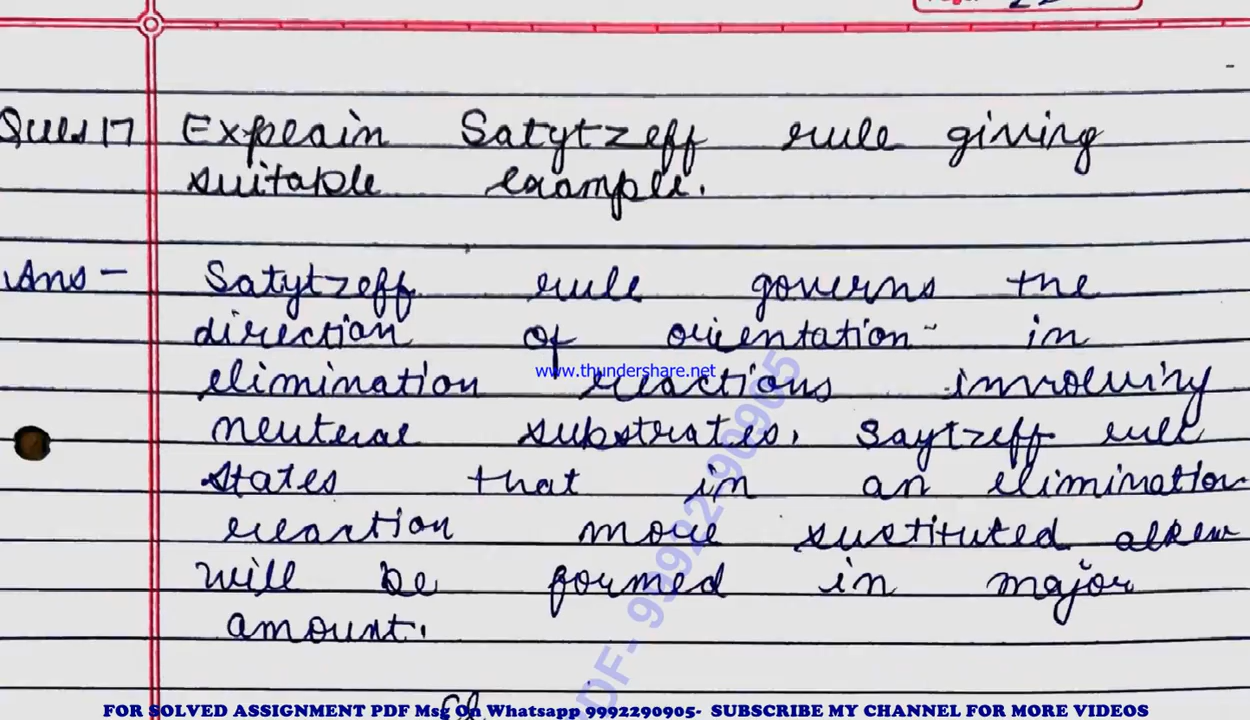 Ques 17 Explain Satytzeff rule giving
suitable example.
Ans - Satytzeff rule governs the
direction of orientation in
www.thundershare.net
elimination reactions involving
neutral substrates. Saytzeff rule
states that in an elimination
reaction more sustituted alkene
will be formed in major
amount.
PDF- 9992290905
FOR SOLVED ASSIGNMENT PDF Msg On Whatsapp 9992290905- SUBSCRIBE MY CHANNEL FOR MORE VIDEOS